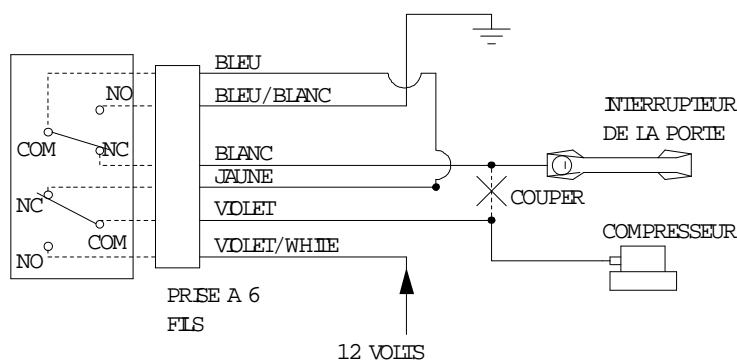 BLEU
NO
BLEU/BLANC
INTERRUPTEUR
DE LA PORTE
COM
NC
BLANC
JAUNE
NC
COUPER
VIOLET
COM
COMPRESSEUR
NO
VIOLET/WHITE
PRISE A 6
FILS
12 VOLTS